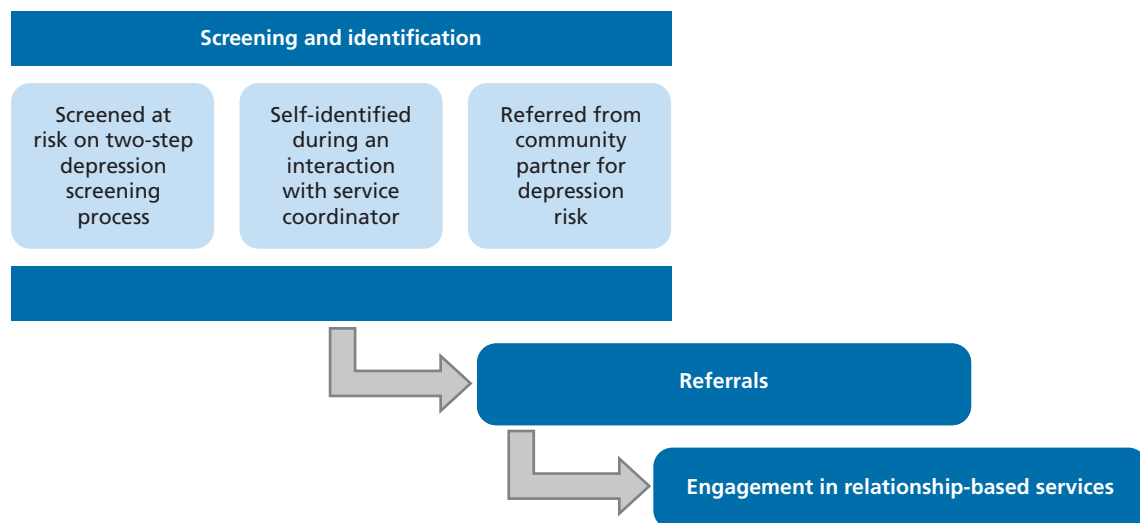 Screening and identification
Screened at
risk on two-step
depression
screening
process
Self-identified
during an
interaction
with service
coordinator
Referred from
community
partner for
depression
risk
Referrals
Engagement in relationship-based services